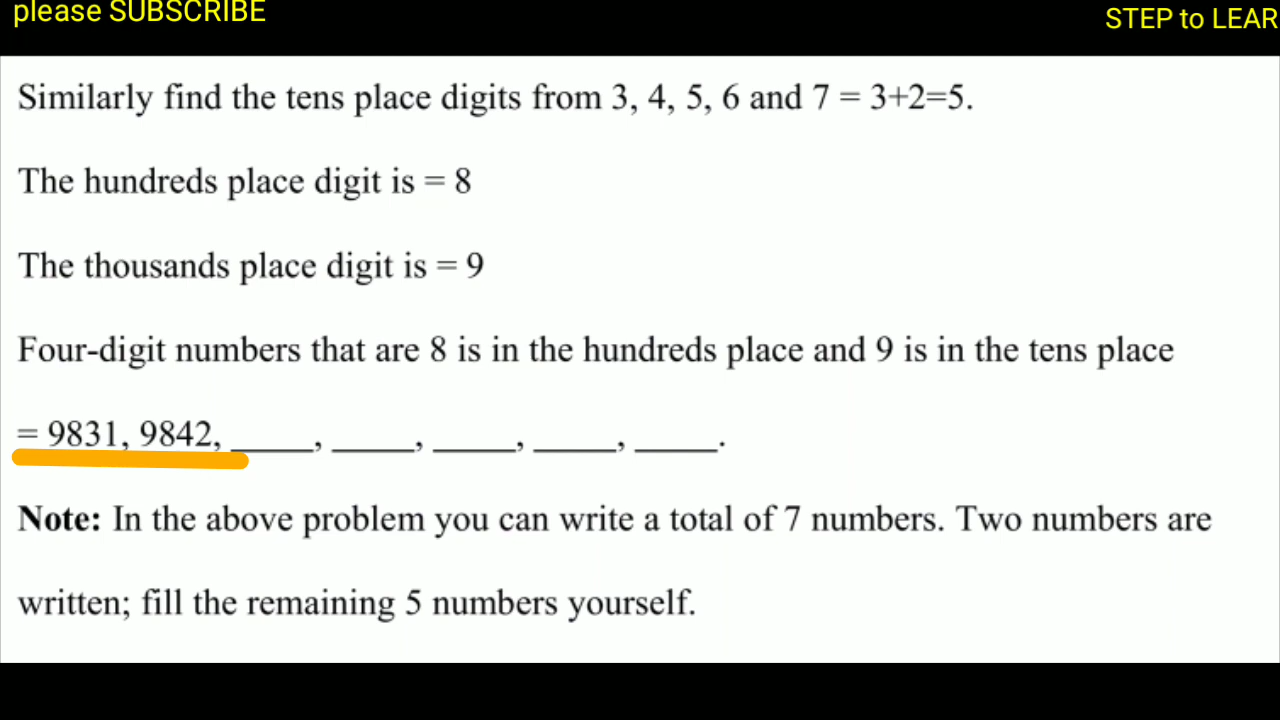 please SUBSCRIBE
STEP to LEAR
Similarly find the tens place digits from 3, 4, 5, 6 and 7 = 3+2=5.
The hundreds place digit is = 8
The thousands place digit is = 9
Four-digit numbers that are 8 is in the hundreds place and 9 is in the tens place
= 9831, 9842, _____, _____, _____, _____, _____.
Note: In the above problem you can write a total of 7 numbers. Two numbers are
written; fill the remaining 5 numbers yourself.